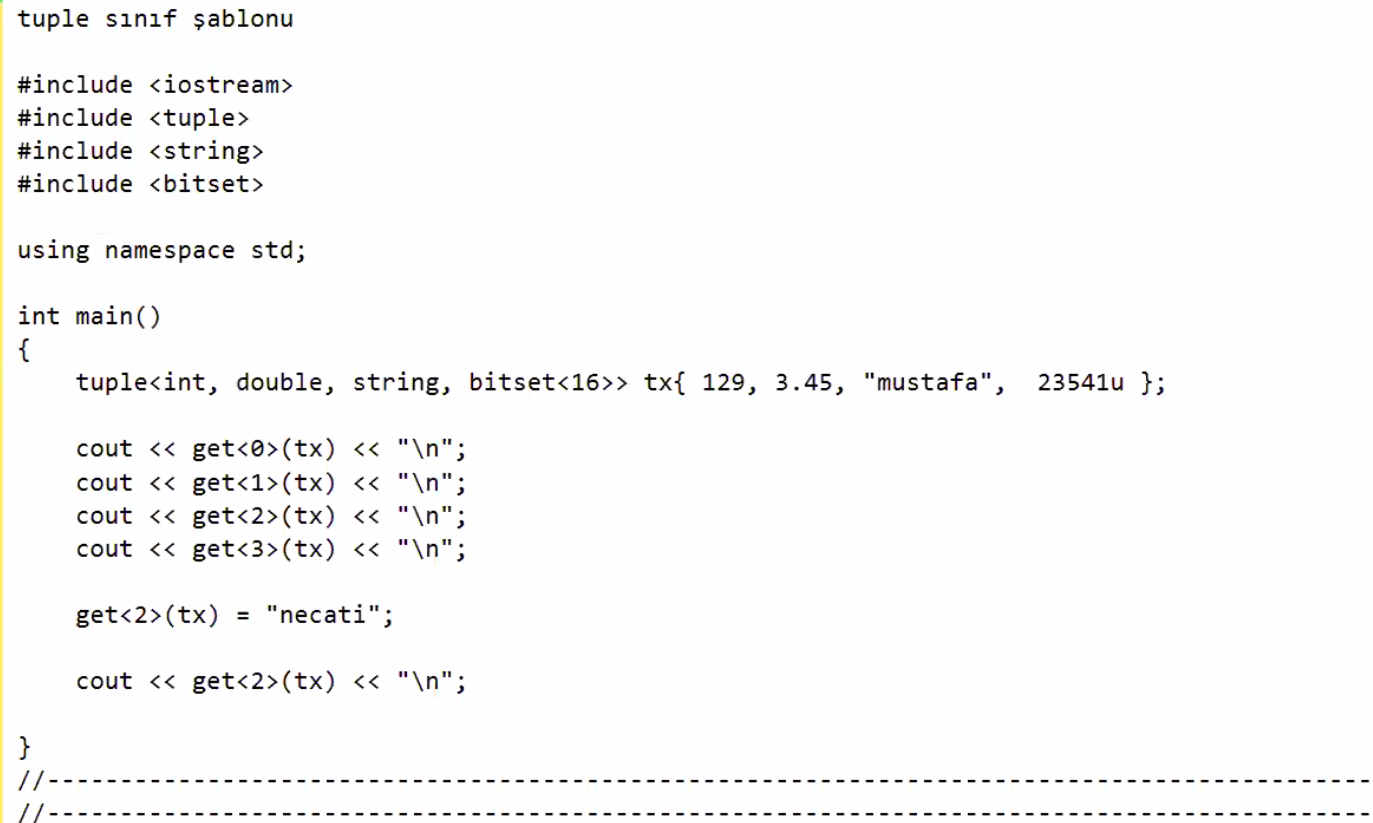 tuple sınıf şablonu
#include <iostream>
#include <tuple>
#include <string>
#include <bitset>
using namespace std;
int main()
{
    tuple<int, double, string, bitset<16>> tx{ 129, 3.45, "mustafa",  23541u };
    cout << get<0>(tx) << "\n";
    cout << get<1>(tx) << "\n";
    cout << get<2>(tx) << "\n";
    cout << get<3>(tx) << "\n";
    get<2>(tx) = "necati";
    cout << get<2>(tx) << "\n";
}
//-------------------------------------------------------------------------------------------
//-------------------------------------------------------------------------------------------